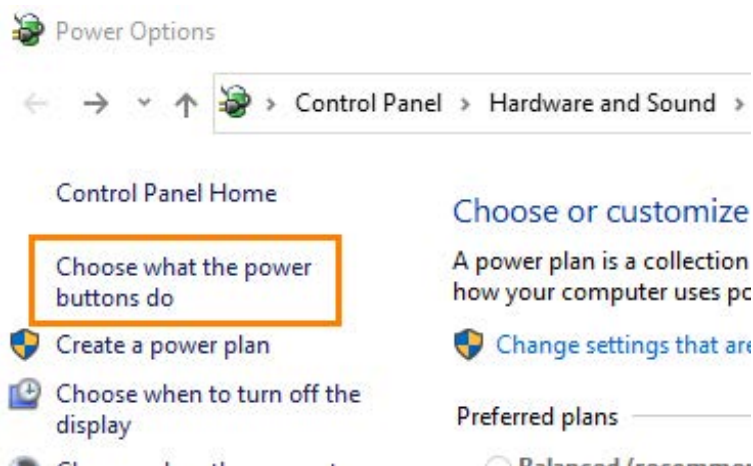 Power Options
Control Panel > Hardware and Sound >
Control Panel Home
Choose what the power
buttons do
Create a power plan
Choose when to turn off the
display
Choose or customize
A power plan is a collection
how your computer uses
Change settings that are
Preferred plans
Balanced